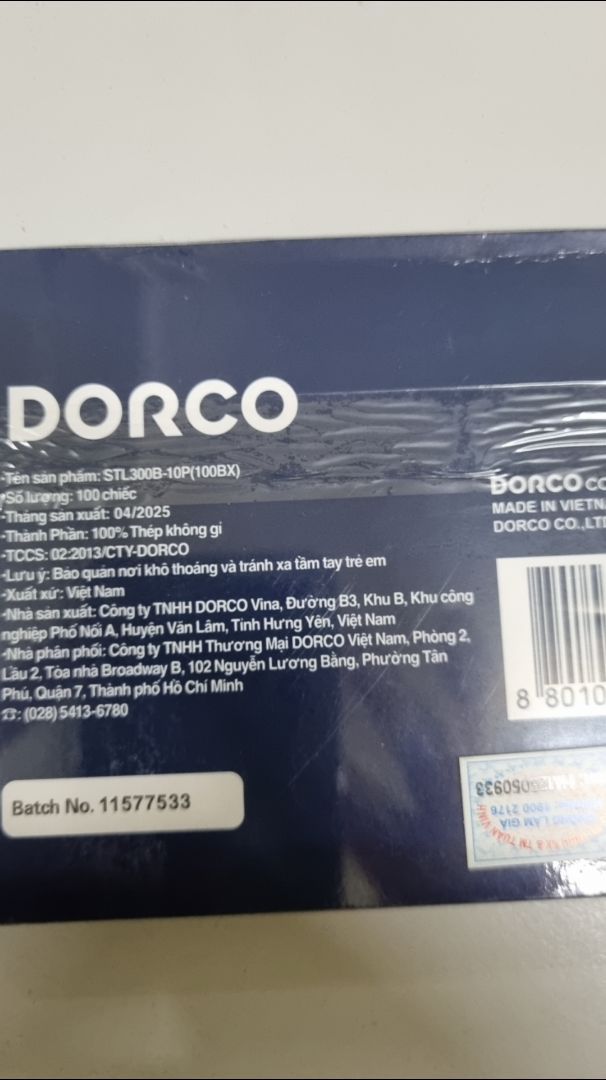 DORCO
-Tên sản phẩm: STL300B-10P(100BX)
-Số lượng: 100 chiếc
-Tháng sản xuất: 04/2025
-Thành Phần: 100% Thép không gỉ
-TCCS: 02:2013/CTY-DORCO
-Lưu ý: Bảo quản nơi khô thoáng và tránh xa tầm tay trẻ em
-Xuất xứ: Việt Nam
-Nhà sản xuất: Công ty TNHH DORCO Vina, Đường B3, Khu B, Khu công
nghiệp Phố Nối A, Huyện Văn Lâm, Tỉnh Hưng Yên, Việt Nam
-Nhà phân phối: Công ty TNHH Thương Mại DORCO Việt Nam, Phòng 2,
Lầu 2, Tòa nhà Broadway B, 102 Nguyễn Lương Bằng, Phường Tân
Phú, Quận 7, Thành phố Hồ Chí Minh
☎: (028) 5413-6780
Batch No. 11577533
DORCO CO
MADE IN VIETN
DORCO CO.,LT
8 8010
050933
1900 2176
LÀM GIẢ